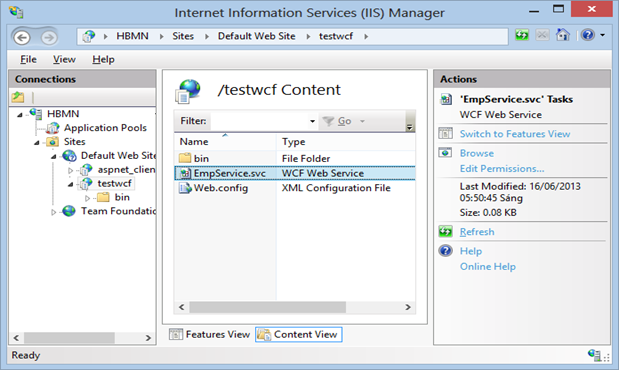 Internet Information Services (IIS) Manager
HBMN Sites Default Web Site testwcf
File View Help
Connections
HBMN
Application Pools
Sites
Default Web Site
aspnet_clien
testwcf
bin
Team Foundatio
/testwcf Content
Filter: Go
Name Type
bin File Folder
EmpService.svc WCF Web Service
Web.config XML Configuration File
Features View Content View
Actions
'EmpService.svc' Tasks
WCF Web Service
Switch to Features View
Browse
Edit Permissions...
Last Modified: 16/06/2013
05:50:45 Sáng
Size: 0.08 KB
Refresh
Help
Online Help
Ready